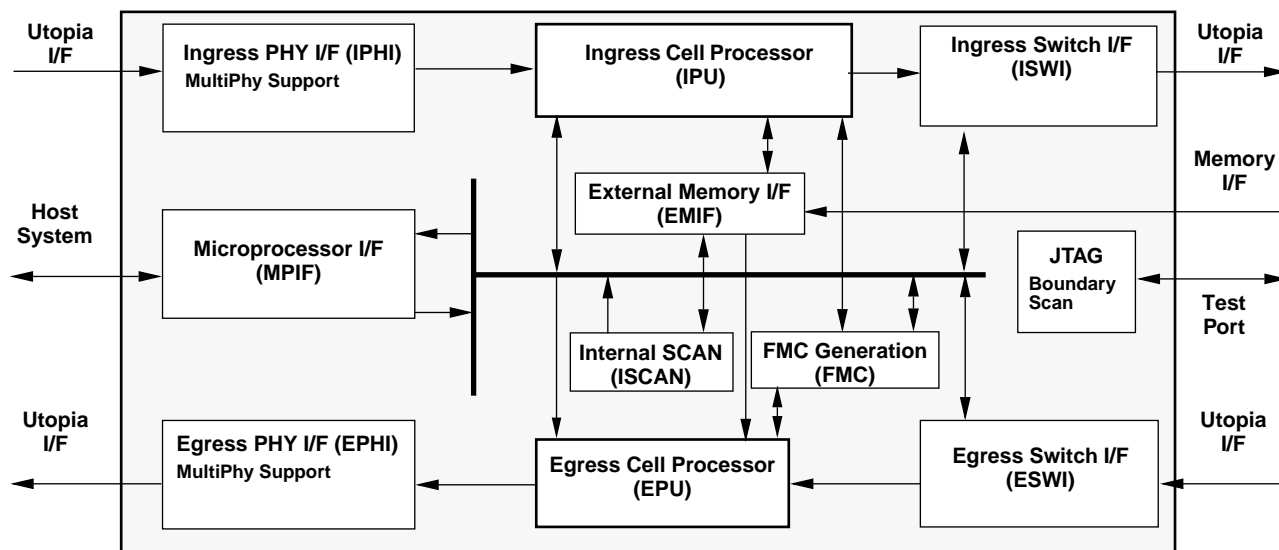 Utopia
I/F
Ingress PHY I/F (IPHI)
MultiPhy Support
Ingress Cell Processor
(IPU)
Ingress Switch I/F
(ISWI)
Utopia
I/F
Memory
I/F
External Memory I/F
(EMIF)
Host
System
Microprocessor I/F
(MPIF)
JTAG
Boundary
Scan
Test
Port
Internal SCAN
(ISCAN)
FMC Generation
(FMC)
Utopia
I/F
Egress PHY I/F (EPHI)
MultiPhy Support
Egress Cell Processor
(EPU)
Egress Switch I/F
(ESWI)
Utopia
I/F